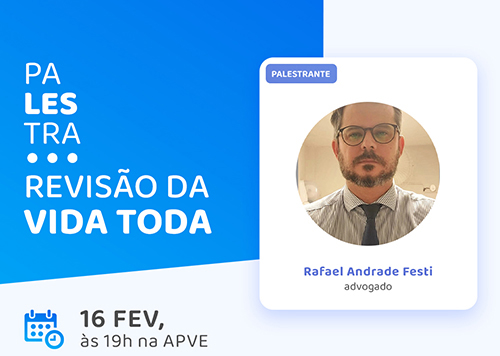 PA
LES
TRA
REVISÃO DA
VIDA TODA
PALESTRANTE
Rafael Andrade Festi
advogado
16 FEV,
às 19h na APVE